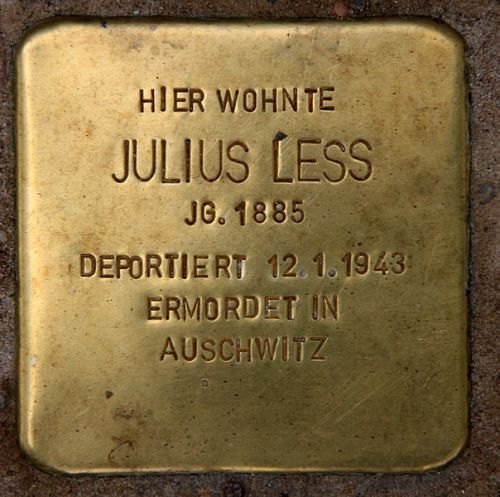 HIER WOHNTE
JULIUS LESS
JG. 1885
DEPORTIERT 12.1.1943
ERMORDET IN
AUSCHWITZ